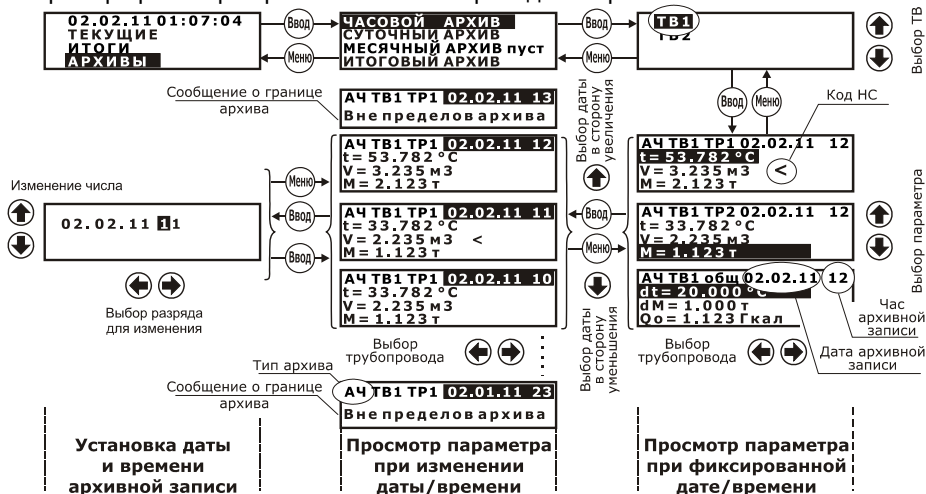 02.02.11 01:07:04
ТЕКУЩИЕ
ИТОГИ
АРХИВЫ
Ввод
Меню
ЧАСОВОЙ АРХИВ
СУТОЧНЫЙ АРХИВ
МЕСЯЧНЫЙ АРХИВ пуст
ИТОГОВЫЙ АРХИВ
Ввод
Меню
ТВ1
ТВ2
Выбор ТВ
Сообщение о границе
архива
АЧ ТВ1 ТР1 02.02.11 13
Вне пределов архива
Выбор даты
в сторону
увеличения
Ввод
Меню
Код НС
АЧ ТВ1 ТР1 02.02.11 12
t= 53.782 °C
V= 3.235 м3
M= 2.123 т
АЧ ТВ1 ТР1 02.02.11 12
t= 53.782 °C
V= 3.235 м3 <
M= 2.123 т
Изменение числа
02.02.11 11
Выбор разряда
для изменения
Меню
Ввод
Ввод
АЧ ТВ1 ТР1 02.02.11 11
t= 33.782 °C
V= 2.235 м3 <
M= 1.123 т
Ввод
Меню
АЧ ТВ1 ТР2 02.02.11 12
t= 33.782 °C
V= 2.235 м3
M= 1.123 т
Выбор параметра
АЧ ТВ1 ТР1 02.02.11 10
t= 33.782 °C
V= 2.235 м3
M= 1.123 т
АЧ ТВ1 общ 02.02.11 12
dt= 20.000 °C
dM= 1.000 т
Qo= 1.123 Гкал
Час
архивной
записи
Выбор
трубопровода
Выбор даты
в сторону
уменьшения
Выбор
трубопровода
Дата архивной
записи
Тип архива
Сообщение о границе
архива
АЧ ТВ1 ТР1 02.01.11 23
Вне пределов архива
Установка даты
и времени
архивной записи
Просмотр параметра
при изменении
даты/времени
Просмотр параметра
при фиксированной
дате/времени